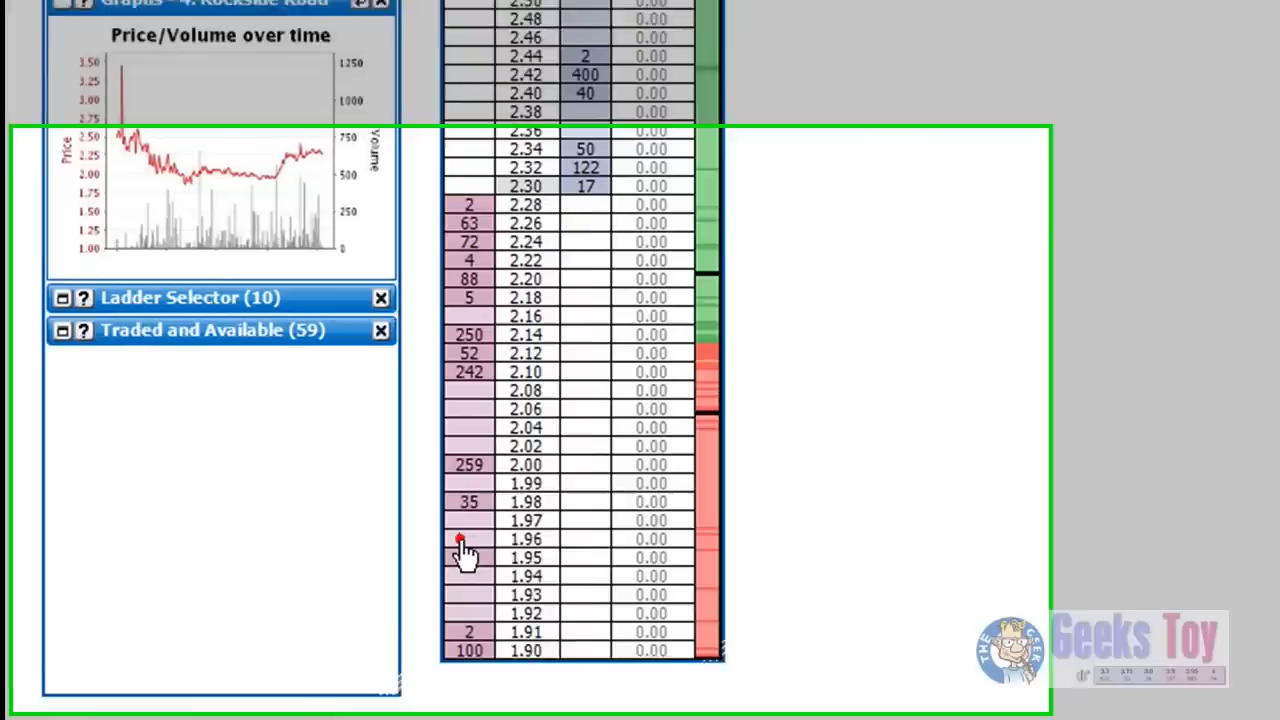 Graphs - 4. Rockside Road
Price/Volume over time
3.50
3.25
3.00
2.75
2.50
2.25
2.00
1.75
1.50
1.25
1.00
Price
1250
1000
750
500
250
0
Volume
Ladder Selector (10)
Traded and Available (59)
2.50 0.00
2.48 0.00
2.46 0.00
2.44 2 0.00
2.42 400 0.00
2.40 40 0.00
2.38 0.00
2.36 0.00
2.34 50 0.00
2.32 122 0.00
2.30 17 0.00
2 2.28 0.00
63 2.26 0.00
72 2.24 0.00
4 2.22 0.00
88 2.20 0.00
5 2.18 0.00
2.16 0.00
250 2.14 0.00
52 2.12 0.00
242 2.10 0.00
2.08 0.00
2.06 0.00
2.04 0.00
2.02 0.00
259 2.00 0.00
1.99 0.00
35 1.98 0.00
1.97 0.00
1.96 0.00
1.95 0.00
1.94 0.00
1.93 0.00
1.92 0.00
2 1.91 0.00
100 1.90 0.00
THE GEEK
Geeks Toy